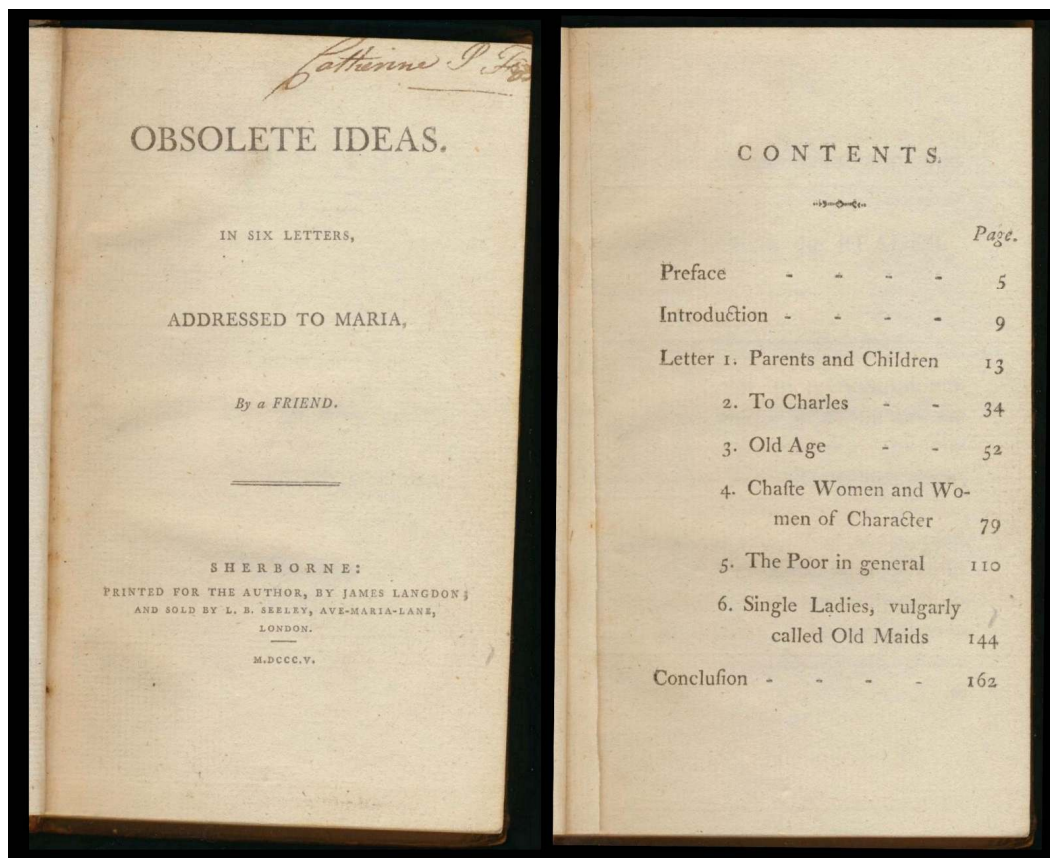 Catherine P
OBSOLETE IDEAS.
IN SIX LETTERS,
ADDRESSED TO MARIA,
By a FRIEND.
SHERBORNE:
PRINTED FOR THE AUTHOR, BY JAMES LANGDON;
AND SOLD BY L. B. SEELEY, AVE-MARIA-LANE,
LONDON.
M.DCCC.V.
CONTENTS.
Page.
Preface - - - - 5
Introduction - - - - 9
Letter 1. Parents and Children 13
2. To Charles - - 34
3. Old Age - - 52
4. Chaſte Women and Wo-
men of Character 79
5. The Poor in general 110
6. Single Ladies, vulgarly
called Old Maids 144
Concluſion - - - - 162